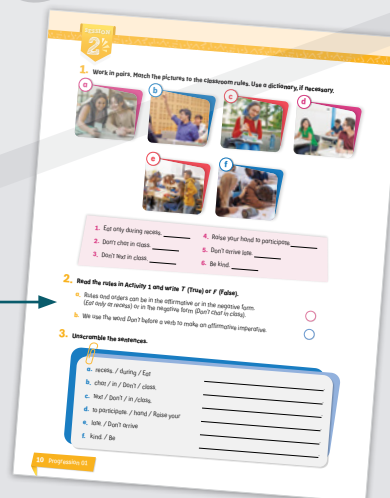 Session
2
1. Work in pairs. Match the pictures to the classroom rules. Use a dictionary, if necessary.
a
b
c
d
e
f
1. Eat only during recess.
2. Don't chat in class.
3. Don't text in class.
4. Raise your hand to participate.
5. Don't arrive late.
6. Be kind.
2. Read the rules in Activity 1 and write T (True) or F (False).
a. Rules and orders can be in the affirmative or in the negative form.
(Eat only at recess) or in the negative form (Don't chat in class).
b. We use the word Don't before a verb to make an affirmative imperative.
3. Unscramble the sentences.
a. recess. / during / Eat
b. chat / in / Don't / class.
c. text / Don't / in /class.
d. to participate. / hand / Raise your
e. late. / Don't arrive
f. kind. / Be
10 Progression 01